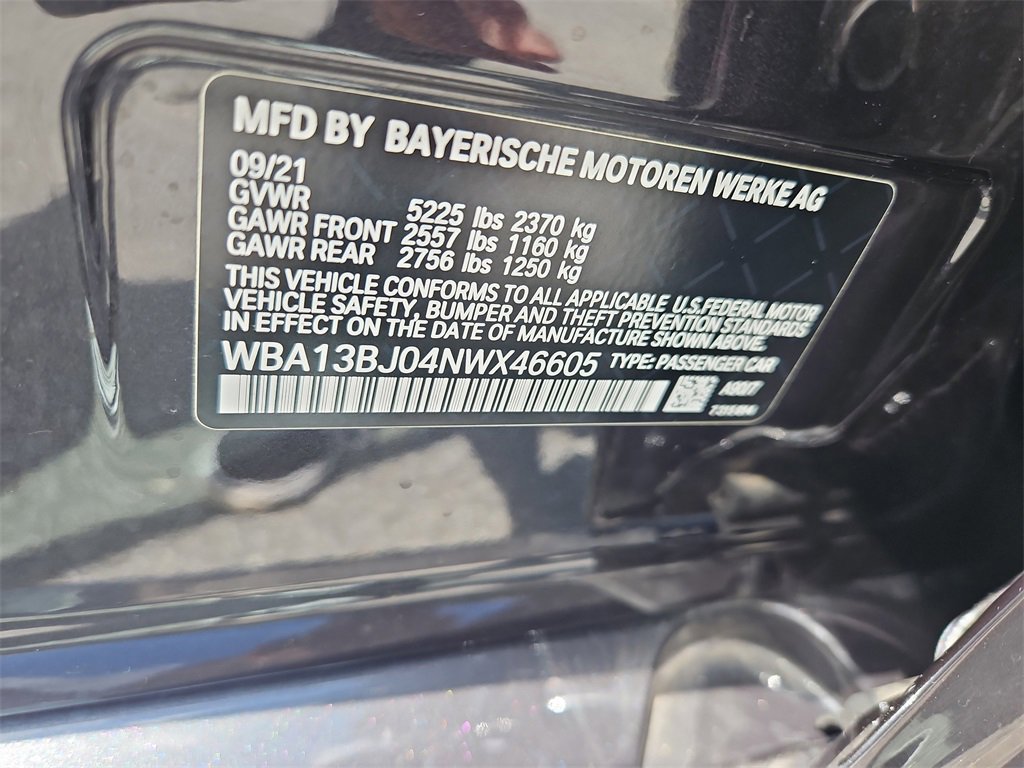 MFD BY BAYERISCHE MOTOREN WERKE AG
09/21
GVWR 5225 lbs 2370 kg
GAWR FRONT 2557 lbs 1160 kg
GAWR REAR 2756 lbs 1250 kg
THIS VEHICLE CONFORMS TO ALL APPLICABLE U.S.FEDERAL MOTOR
VEHICLE SAFETY, BUMPER AND THEFT PREVENTION STANDARDS
IN EFFECT ON THE DATE OF MANUFACTURE SHOWN ABOVE.
WBA13BJ04NWX46605 TYPE: PASSENGER CAR